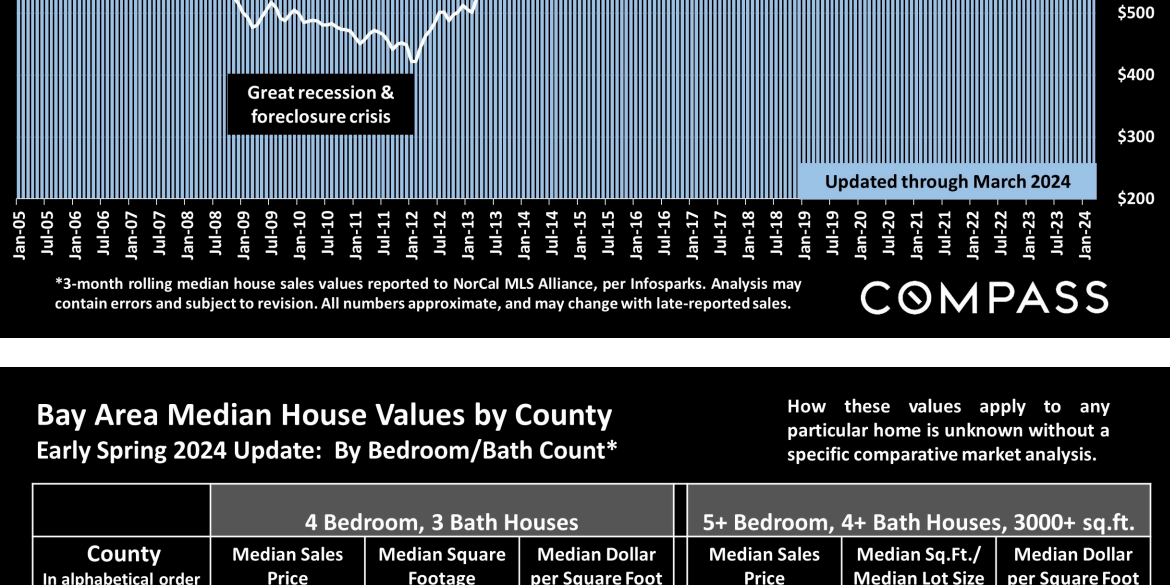 $500
$400
Great recession &
foreclosure crisis
$300
Updated through March 2024
$200
Jan-05
Jul-05
Jan-06
Jul-06
Jan-07
Jul-07
Jan-08
Jul-08
Jan-09
Jul-09
Jan-10
Jul-10
Jan-11
Jul-11
Jan-12
Jul-12
Jan-13
Jul-13
Jan-14
Jul-14
Jan-15
Jul-15
Jan-16
Jul-16
Jan-17
Jul-17
Jan-18
Jul-18
Jan-19
Jul-19
Jan-20
Jul-20
Jan-21
Jul-21
Jan-22
Jul-22
Jan-23
Jul-23
Jan-24
*3-month rolling median house sales values reported to NorCal MLS Alliance, per Infosparks. Analysis may
contain errors and subject to revision. All numbers approximate, and may change with late-reported sales.
COMPASS
Bay Area Median House Values by County
Early Spring 2024 Update: By Bedroom/Bath Count*
How these values apply to any
particular home is unknown without a
specific comparative market analysis.
4 Bedroom, 3 Bath Houses
5+ Bedroom, 4+ Bath Houses, 3000+ sq.ft.
County
In alphabetical order
Median Sales
Price
Median Square
Footage
Median Dollar
per Square Foot
Median Sales
Price
Median Sq.Ft./
Median Lot Size
Median Dollar
per Square Foot